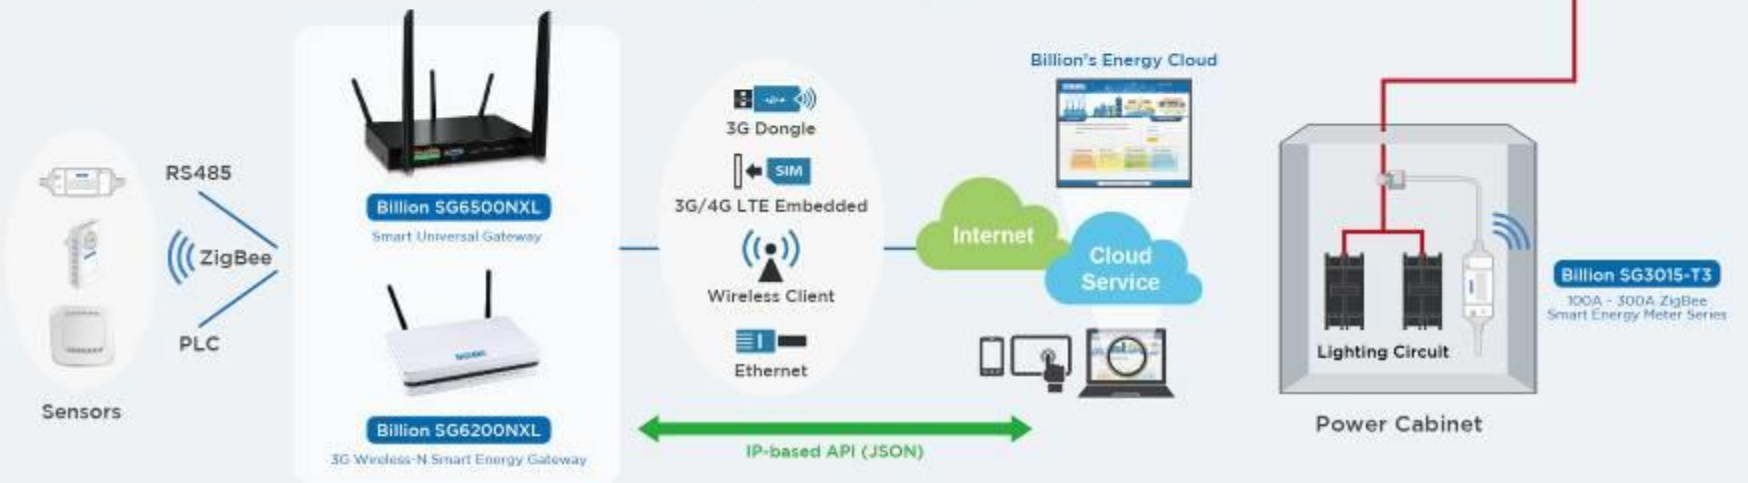 Sensors
RS485
ZigBee
PLC
Billion SG6500NXL
Smart Universal Gateway
Billion SG6200NXL
3G Wireless-N Smart Energy Gateway
3G Dongle
SIM
3G/4G LTE Embedded
Wireless Client
Ethernet
IP-based API (JSON)
Internet
Billion's Energy Cloud
Cloud
Service
Lighting Circuit
Power Cabinet
Billion SG3015-T3
100A - 300A ZigBee
Smart Energy Meter Series